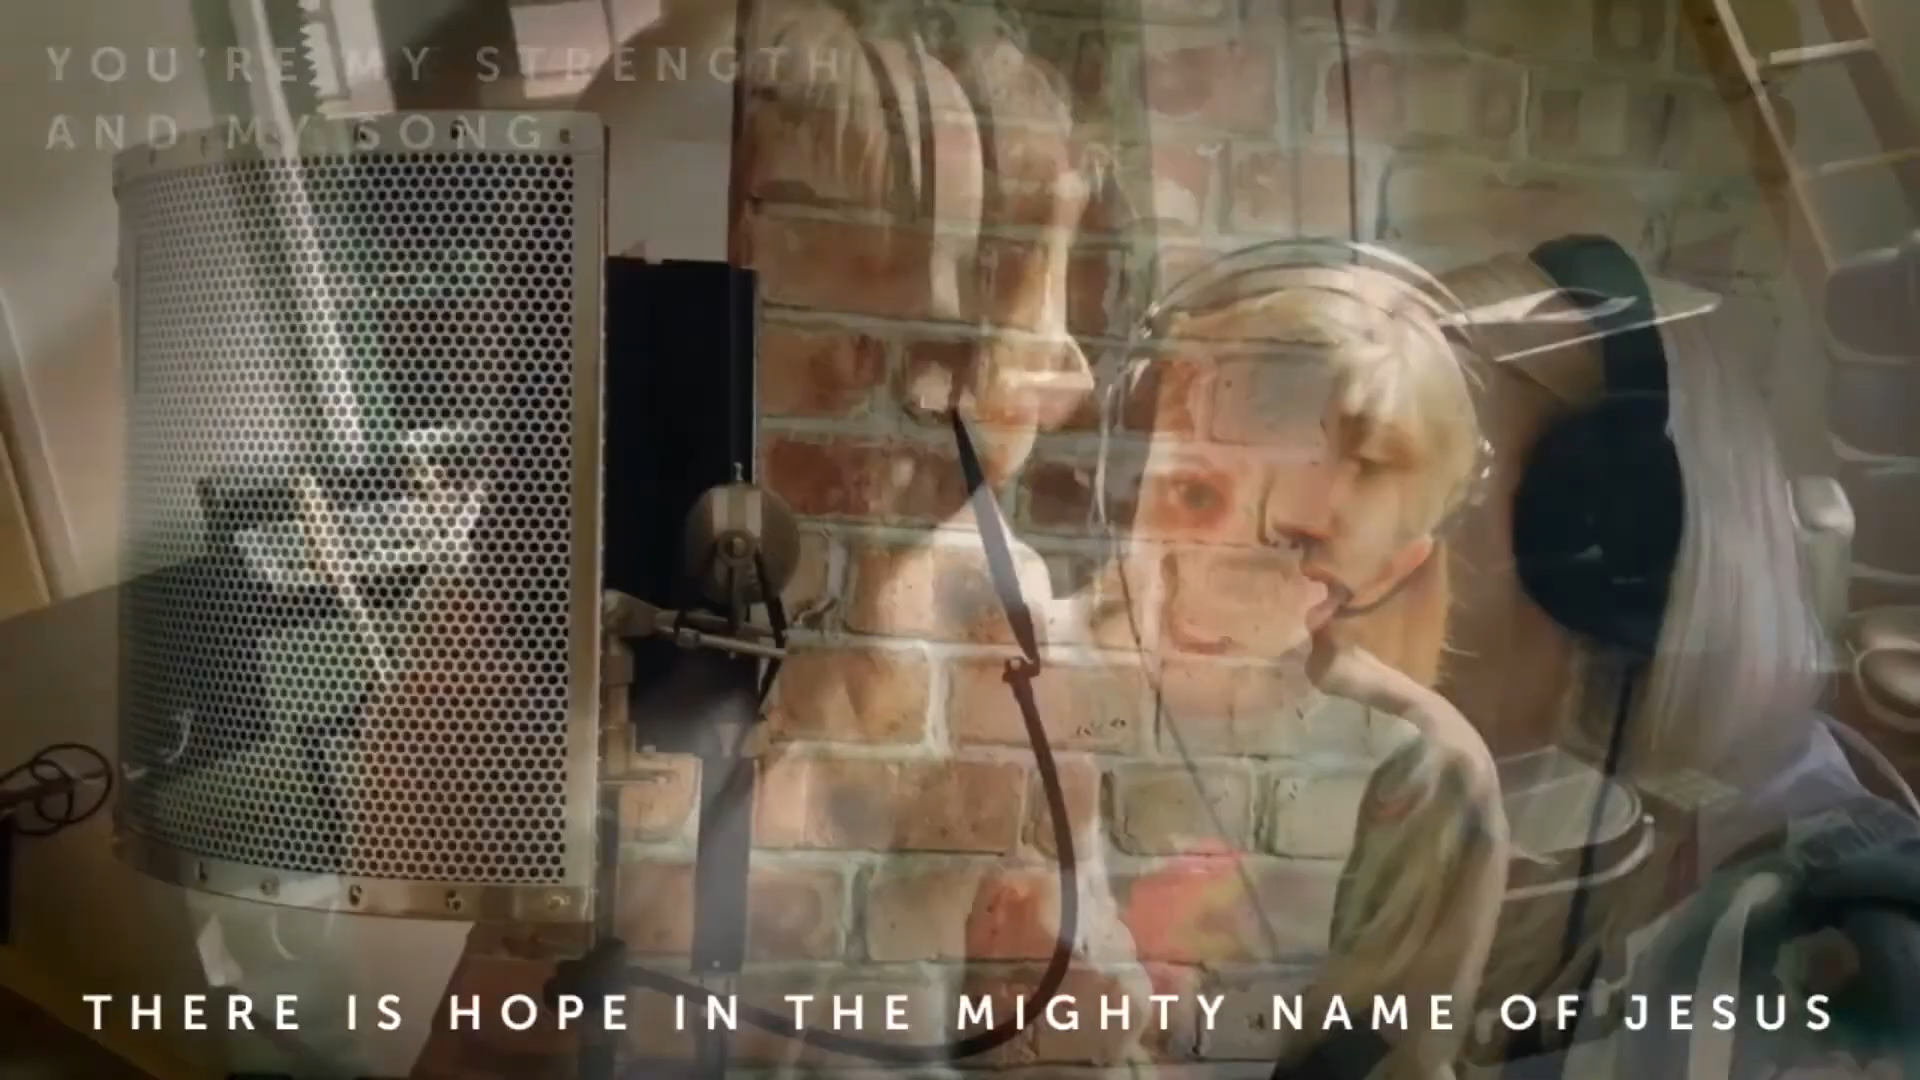 YOU'RE MY STRENGTH
AND MY SONG
THERE IS HOPE IN THE MIGHTY NAME OF JESUS